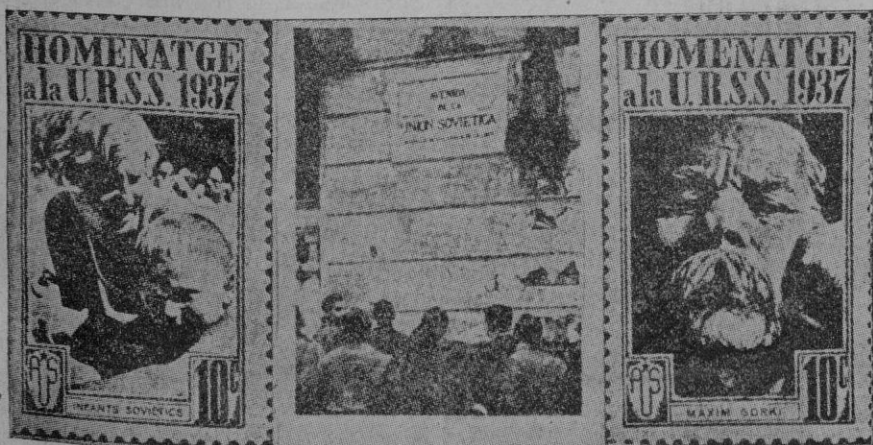 HOMENATGE
a la U.R.S.S. 1937
10c
INFANTS SOVIETICS
AVENIDA
DE LA
UNION SOVIETICA
HOMENATGE
a la U.R.S.S. 1937
10c
MAXIM GORKI